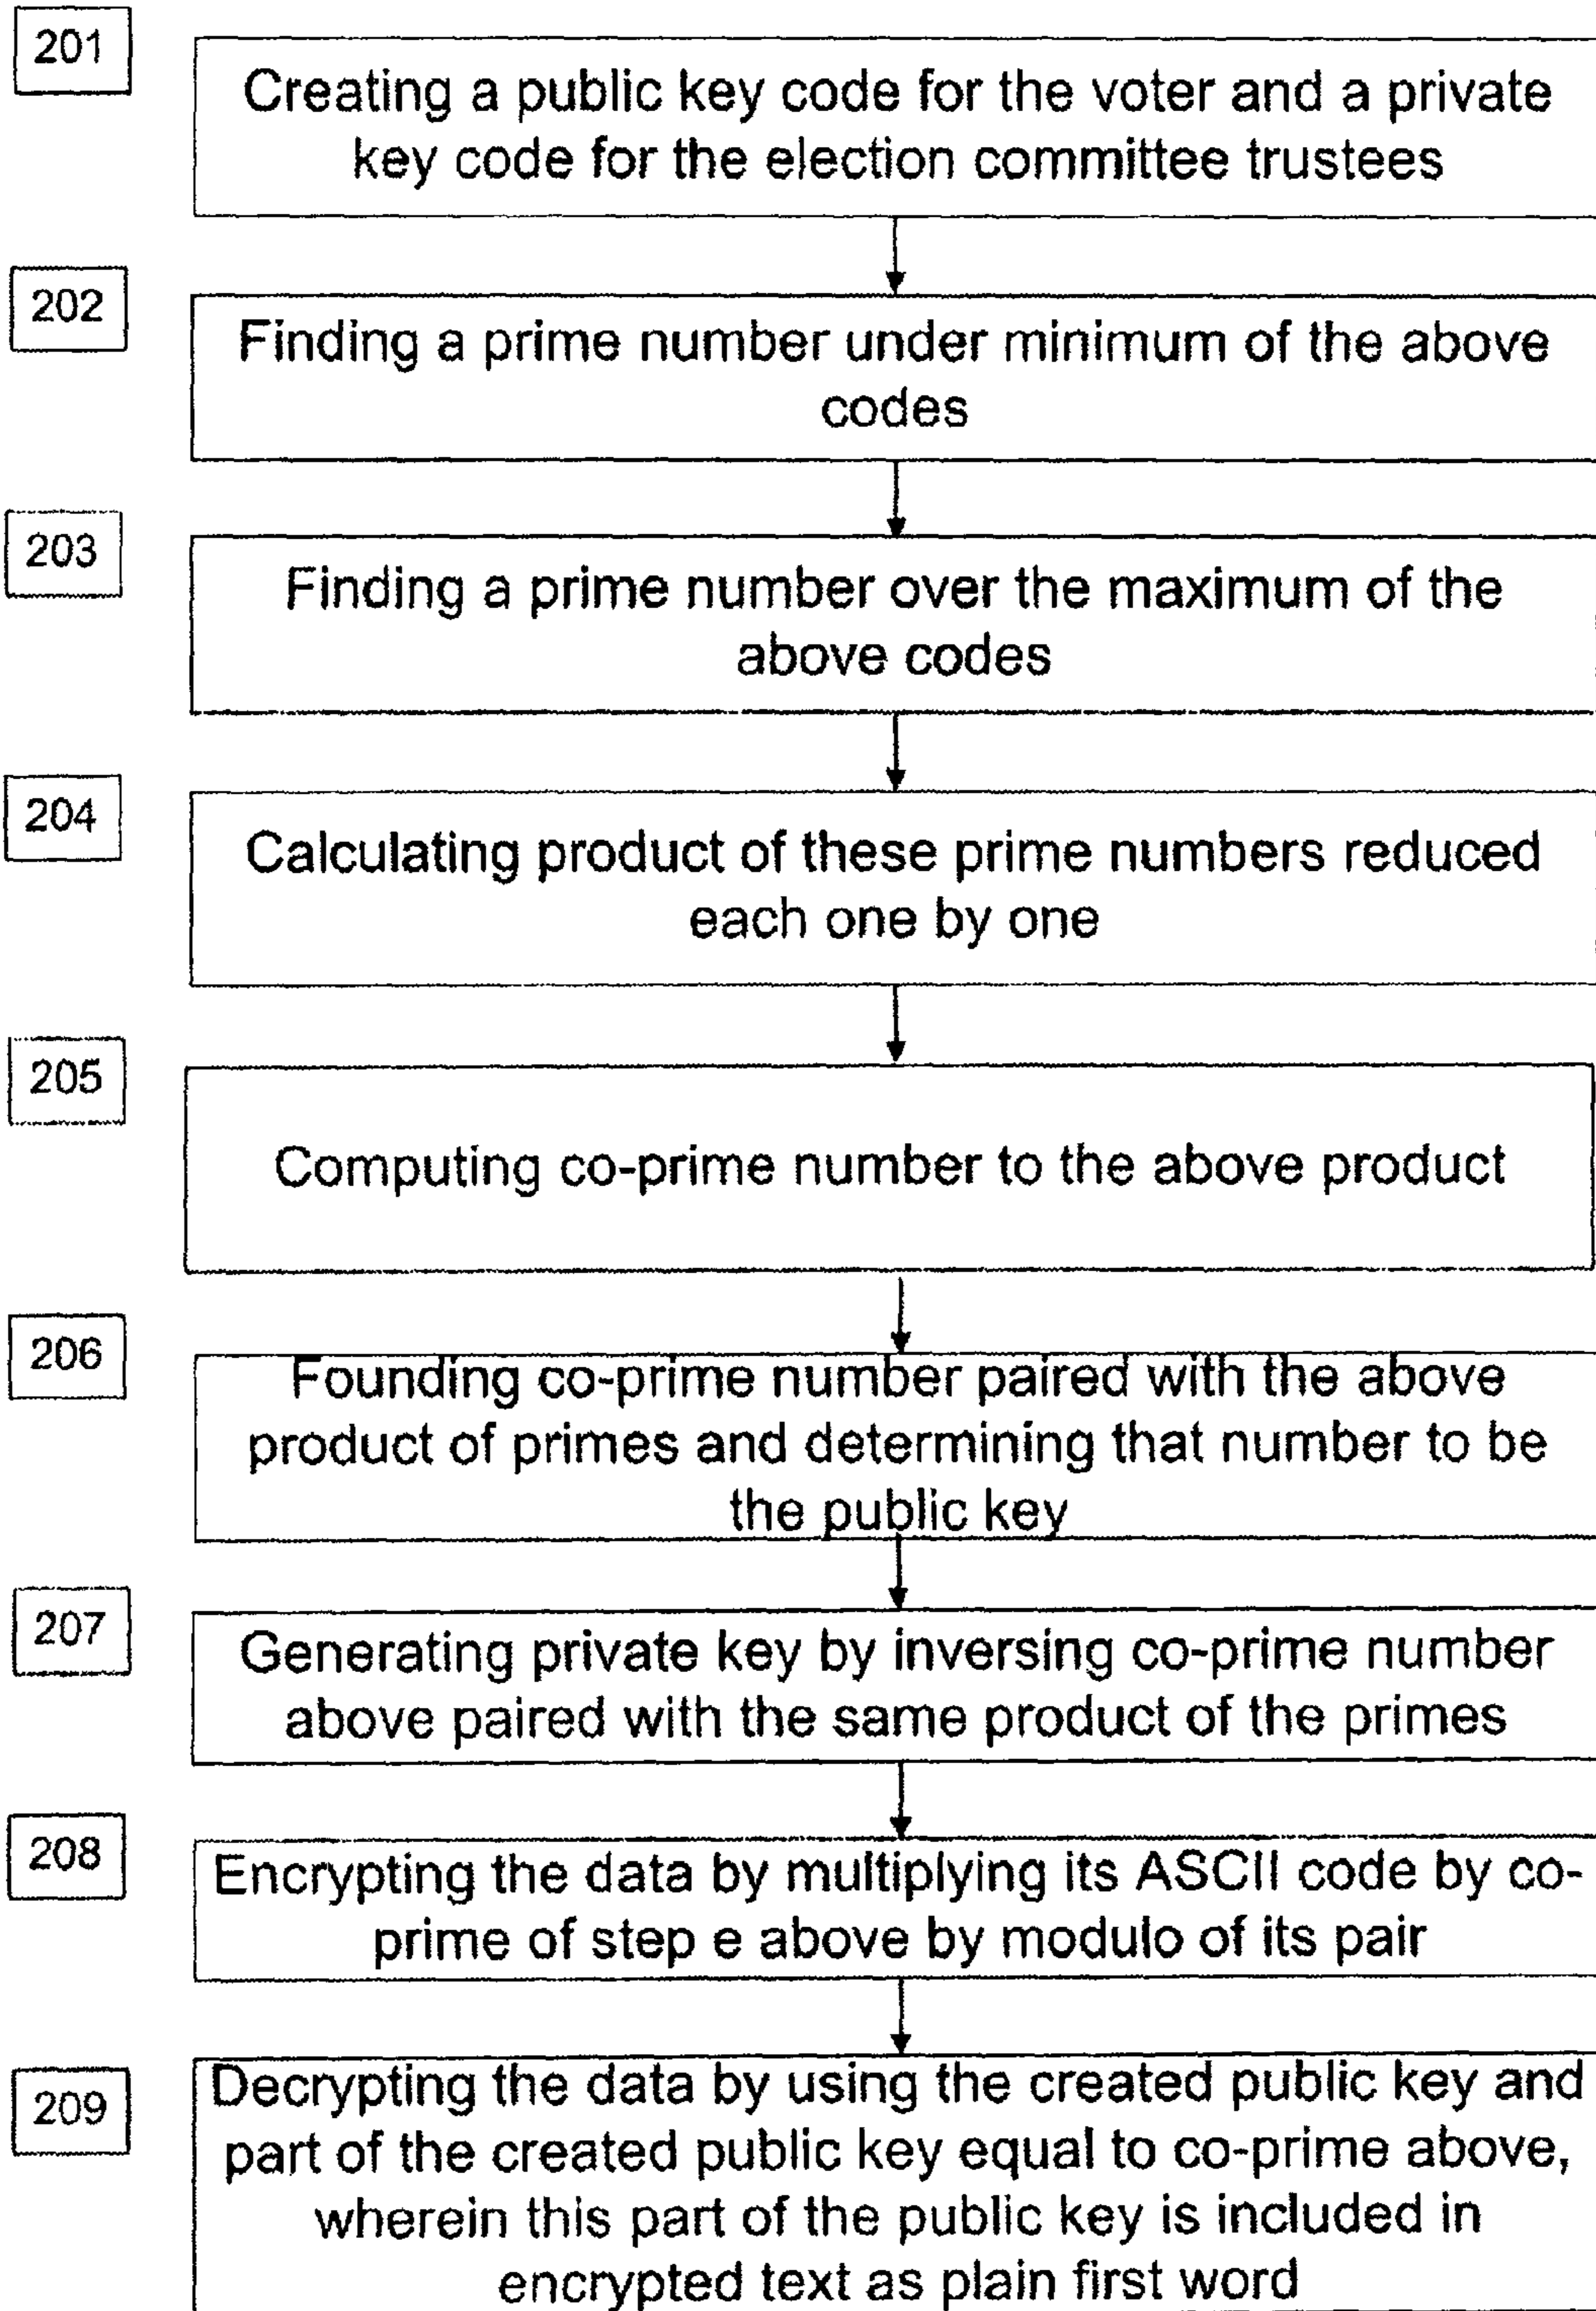 201
Creating a public key code for the voter and a private
key code for the election committee trustees
202
Finding a prime number under minimum of the above
codes
203
Finding a prime number over the maximum of the
above codes
204
Calculating product of these prime numbers reduced
each one by one
205
Computing co-prime number to the above product
206
Founding co-prime number paired with the above
product of primes and determining that number to be
the public key
207
Generating private key by inversing co-prime number
above paired with the same product of the primes
208
Encrypting the data by multiplying its ASCII code by co-
prime of step e above by modulo of its pair
209
Decrypting the data by using the created public key and
part of the created public key equal to co-prime above,
wherein this part of the public key is included in
encrypted text as plain first word